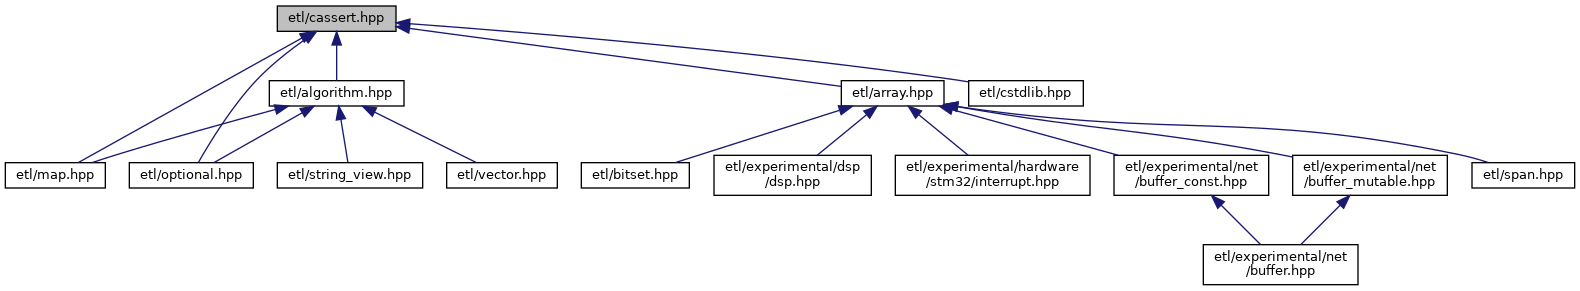 etl/cassert.hpp
etl/algorithm.hpp
etl/array.hpp
etl/cstdlib.hpp
etl/map.hpp
etl/optional.hpp
etl/string_view.hpp
etl/vector.hpp
etl/bitset.hpp
etl/experimental/dsp
/dsp.hpp
etl/experimental/hardware
/stm32/interrupt.hpp
etl/experimental/net
/buffer_const.hpp
etl/experimental/net
/buffer_mutable.hpp
etl/span.hpp
etl/experimental/net
/buffer.hpp